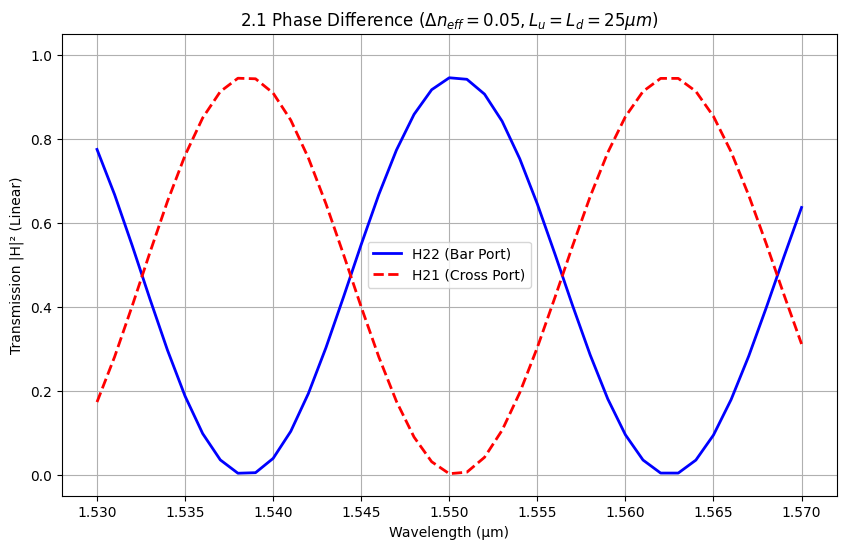 2.1 Phase Difference (Δn_eff = 0.05, L_u = L_d = 25μm)
Transmission |H|² (Linear)
1.0
0.8
0.6
0.4
0.2
0.0
H22 (Bar Port)
H21 (Cross Port)
1.530 1.535 1.540 1.545 1.550 1.555 1.560 1.565 1.570
Wavelength (μm)